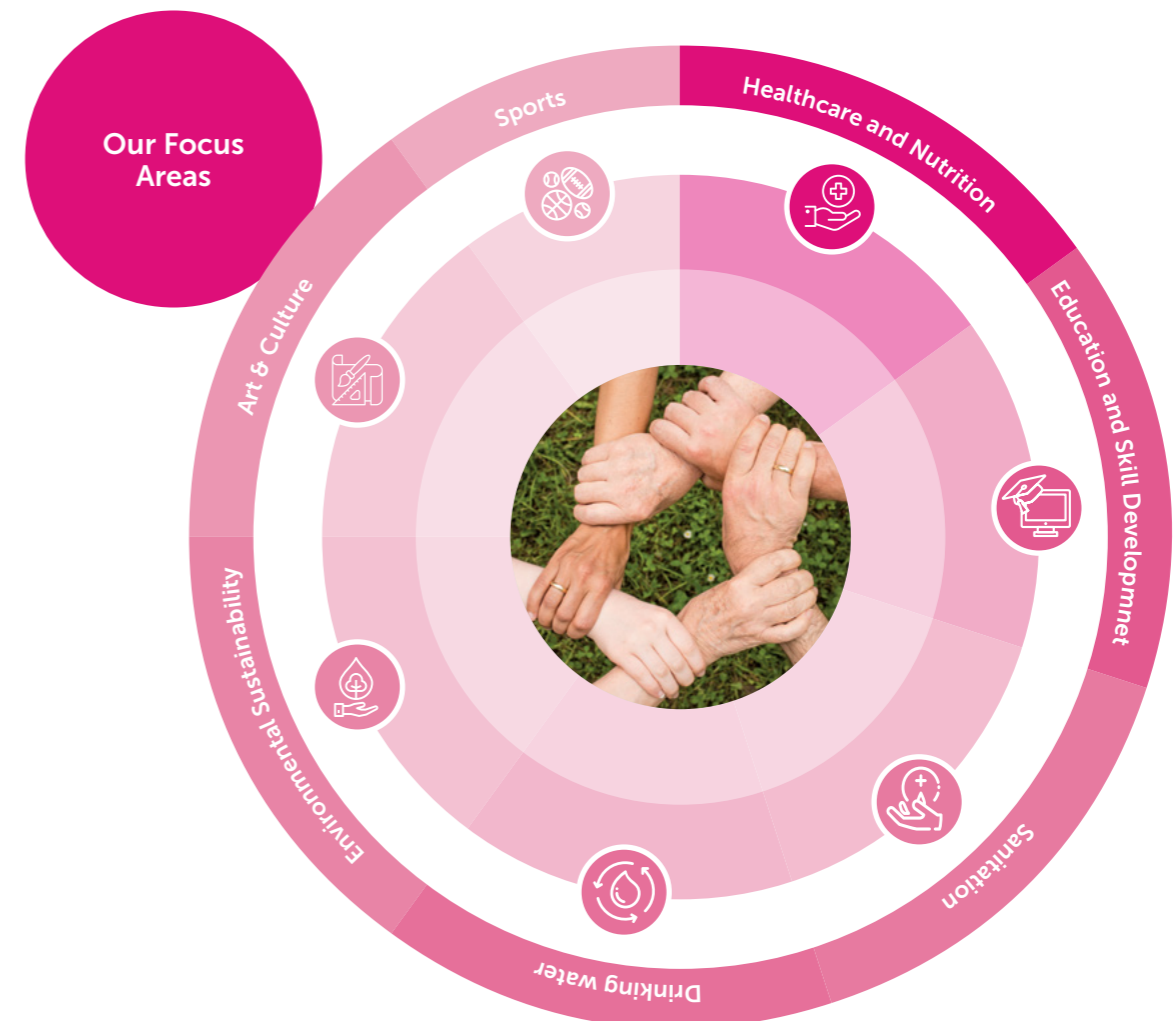 Our Focus
Areas
Healthcare and Nutrition
Education and Skill Developmnet
Sanitation
Drinking water
Environmental Sustainability
Art & Culture
Sports